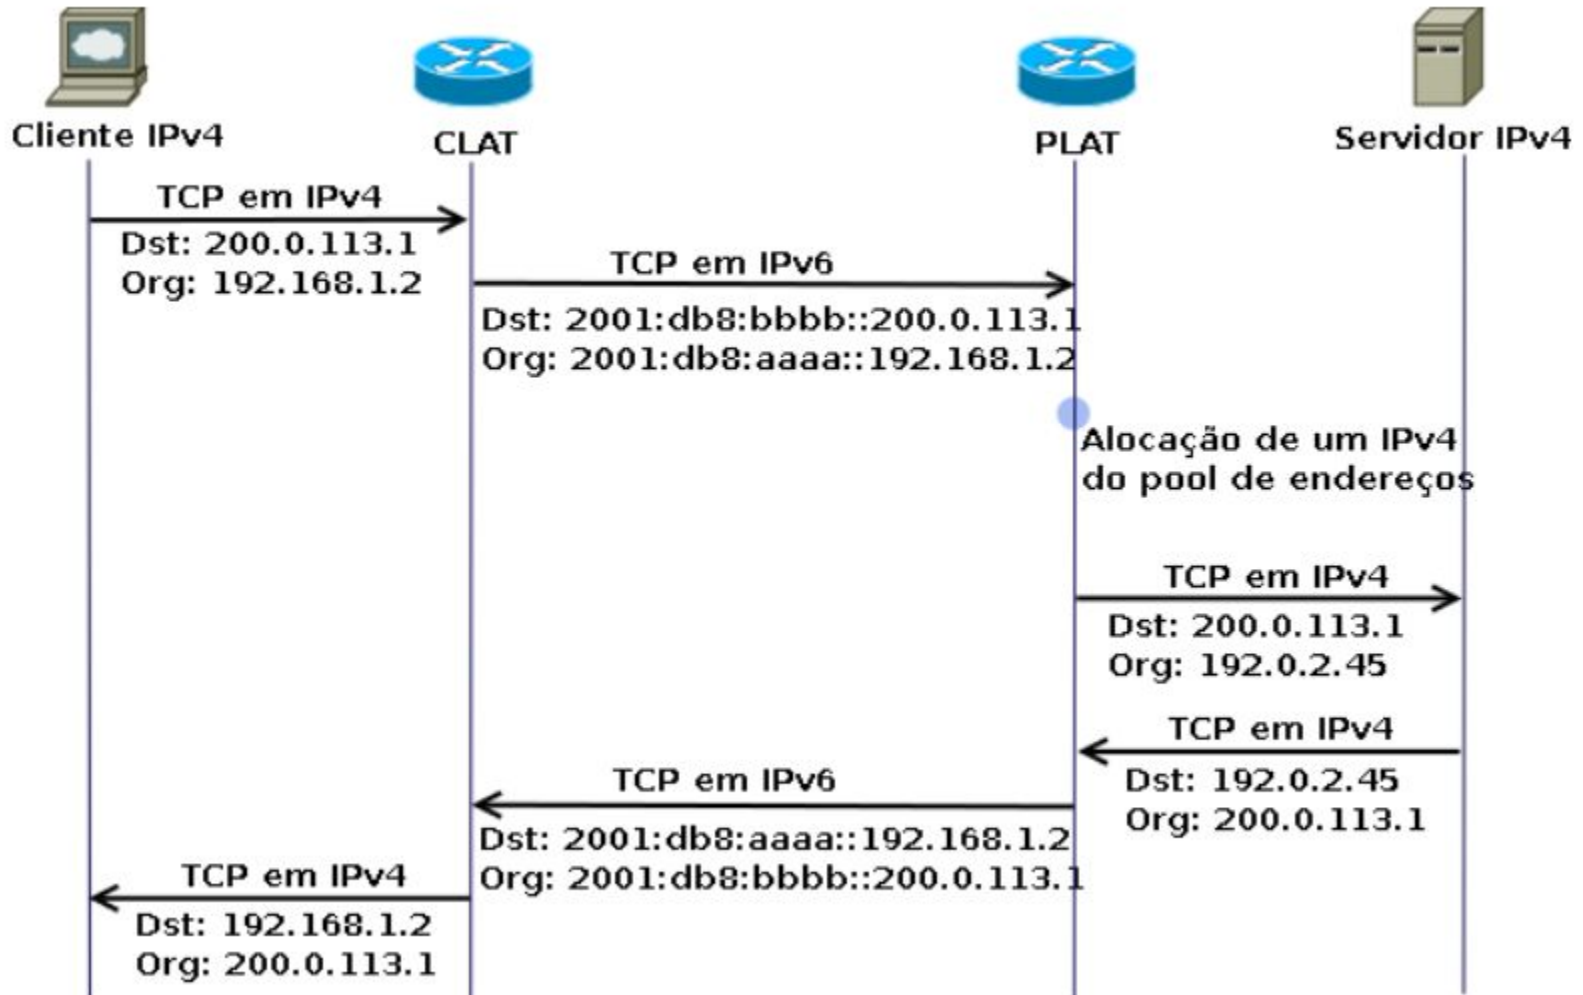 Cliente IPv4
CLAT
PLAT
Servidor IPv4
TCP em IPv4
Dst: 200.0.113.1
Org: 192.168.1.2
TCP em IPv6
Dst: 2001:db8:bbbb::200.0.113.1
Org: 2001:db8:aaaa::192.168.1.2
Alocação de um IPv4
do pool de endereços
TCP em IPv4
Dst: 200.0.113.1
Org: 192.0.2.45
TCP em IPv4
Dst: 192.0.2.45
Org: 200.0.113.1
TCP em IPv6
Dst: 2001:db8:aaaa::192.168.1.2
Org: 2001:db8:bbbb::200.0.113.1
TCP em IPv4
Dst: 192.168.1.2
Org: 200.0.113.1